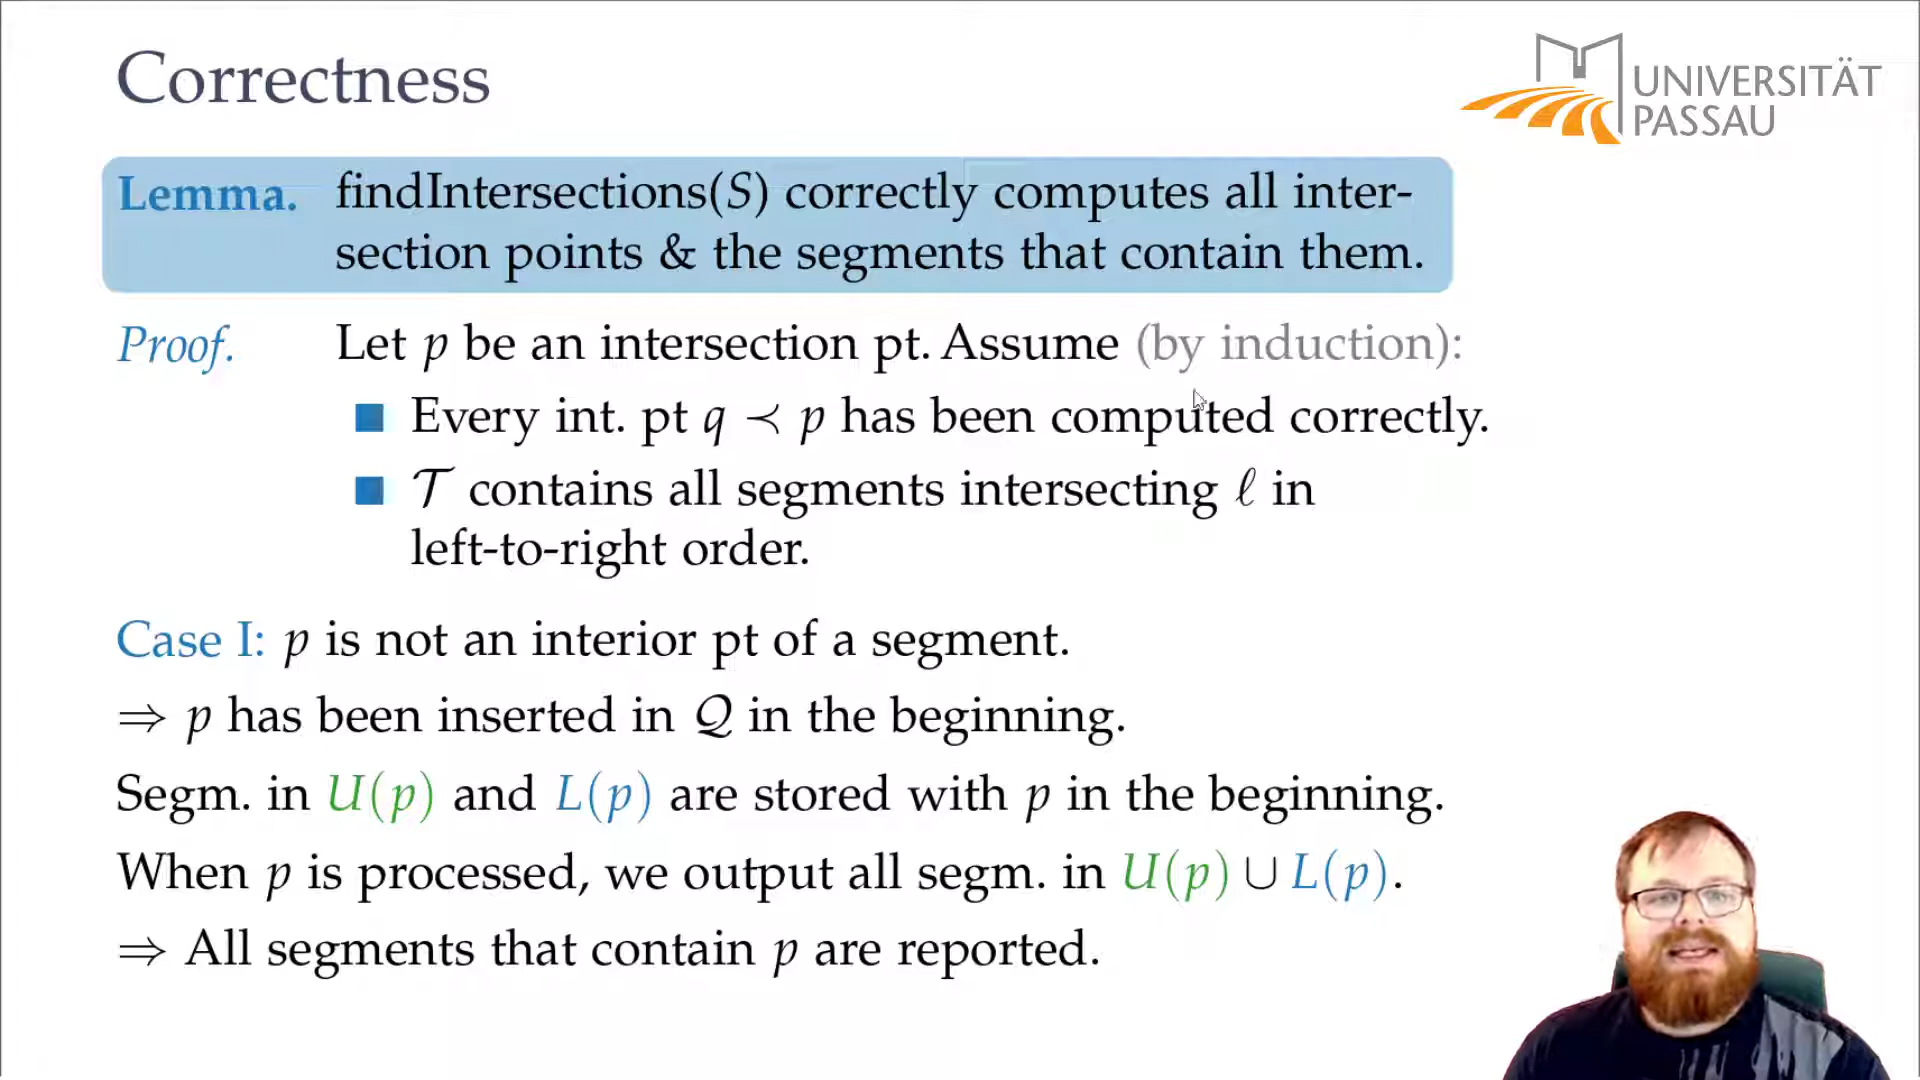 Correctness
UNIVERSITÄT
PASSAU
Lemma. findIntersections(S) correctly computes all inter-
section points & the segments that contain them.
Proof. Let p be an intersection pt. Assume (by induction):
■ Every int. pt q ≺ p has been computed correctly.
■ 𝒯 contains all segments intersecting ℓ in
left-to-right order.
Case I: p is not an interior pt of a segment.
⇒ p has been inserted in 𝒬 in the beginning.
Segm. in U(p) and L(p) are stored with p in the beginning.
When p is processed, we output all segm. in U(p) ∪ L(p).
⇒ All segments that contain p are reported.